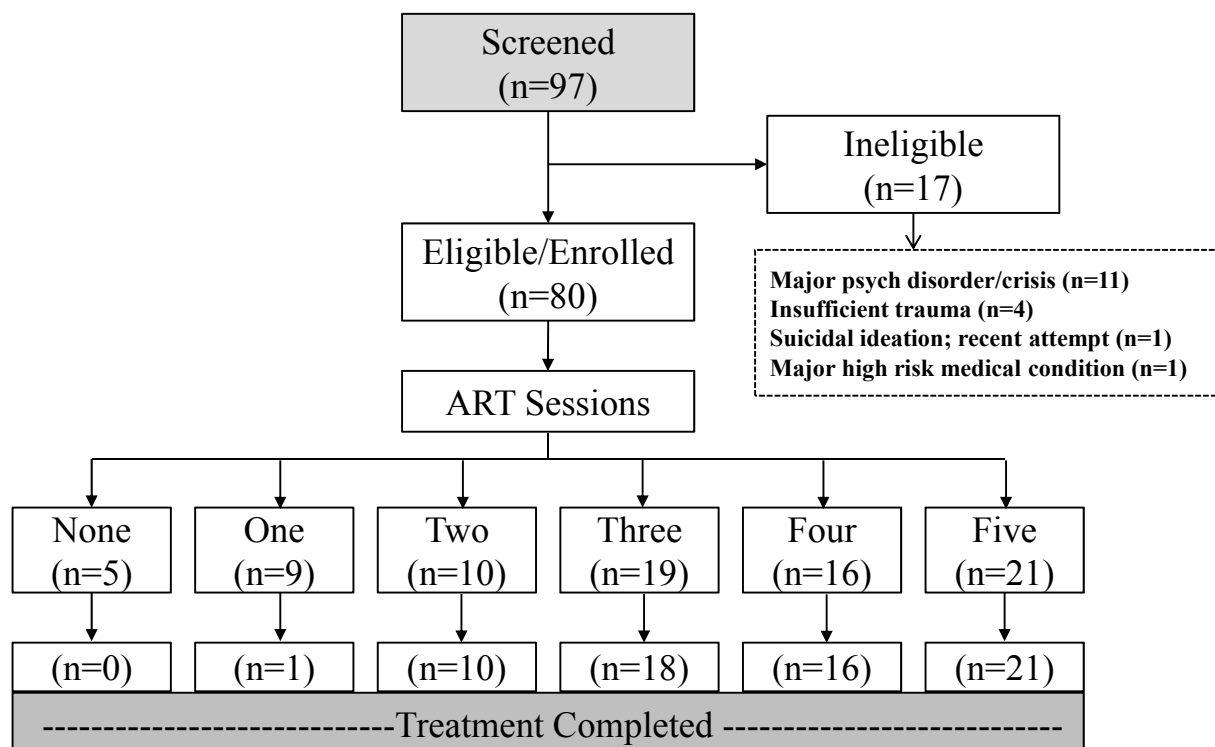 Screened
(n=97)
Ineligible
(n=17)
Eligible/Enrolled
(n=80)
Major psych disorder/crisis (n=11)
Insufficient trauma (n=4)
Suicidal ideation; recent attempt (n=1)
Major high risk medical condition (n=1)
ART Sessions
None
(n=5)
One
(n=9)
Two
(n=10)
Three
(n=19)
Four
(n=16)
Five
(n=21)
(n=0)
(n=1)
(n=10)
(n=18)
(n=16)
(n=21)
Treatment Completed